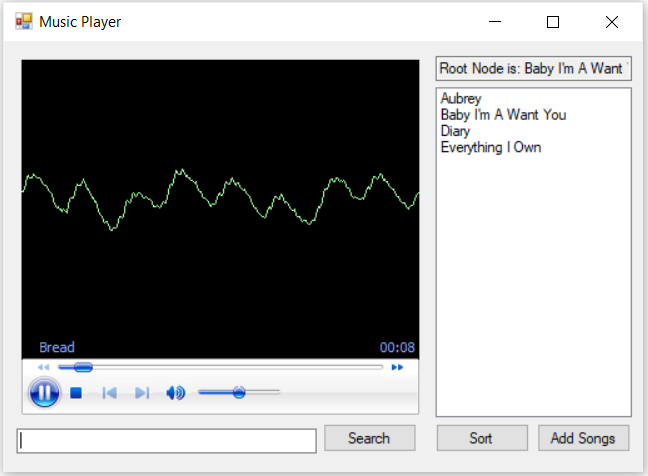 Music Player
Root Node is: Baby I'm A Want
Aubrey
Baby I'm A Want You
Diary
Everything I Own
Bread
00:08
Search
Sort
Add Songs